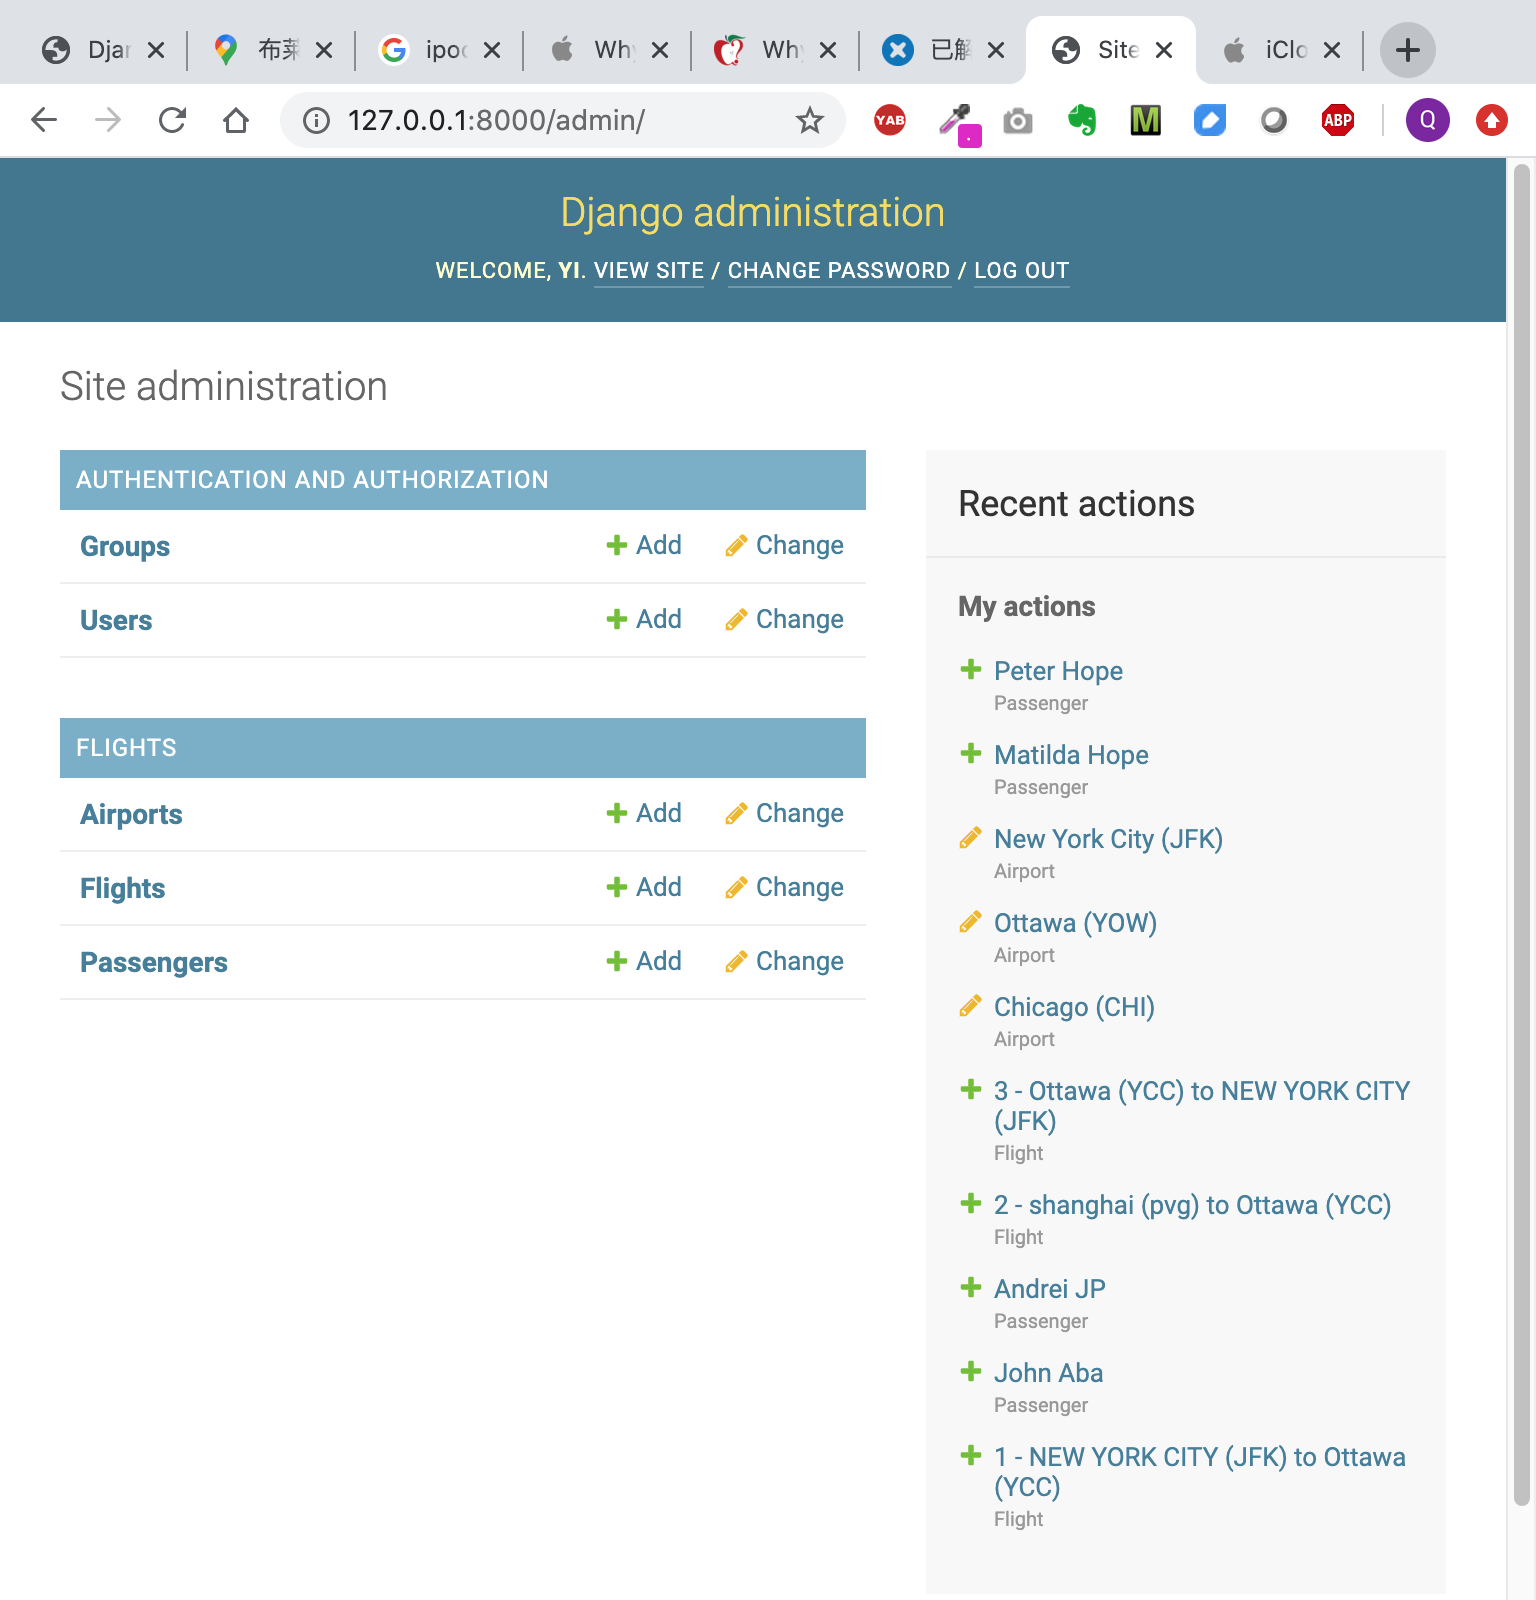 Djan
布莱
ipod
Why
Why
已解
Site
iClo
127.0.0.1:8000/admin/
YAB
M
ABP
Q
Django administration
WELCOME, YI. VIEW SITE / CHANGE PASSWORD / LOG OUT
Site administration
AUTHENTICATION AND AUTHORIZATION
Groups Add Change
Users Add Change
FLIGHTS
Airports Add Change
Flights Add Change
Passengers Add Change
Recent actions
My actions
Peter Hope
Passenger
Matilda Hope
Passenger
New York City (JFK)
Airport
Ottawa (YOW)
Airport
Chicago (CHI)
Airport
3 - Ottawa (YCC) to NEW YORK CITY
(JFK)
Flight
2 - shanghai (pvg) to Ottawa (YCC)
Flight
Andrei JP
Passenger
John Aba
Passenger
1 - NEW YORK CITY (JFK) to Ottawa
(YCC)
Flight